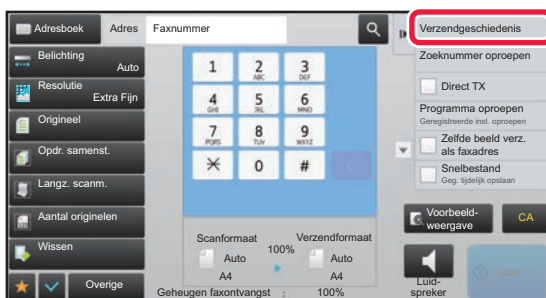 Adresboek
Adres
Faxnummer
Belichting
Auto
Resolutie
Extra Fijn
Origineel
Opdr. samenst.
Langz. scanm.
Aantal originelen
Wissen
Overige
1
2
ABC
3
DEF
4
GHI
5
JKL
6
MNO
7
PQRS
8
TUV
9
WXYZ
0
#
C
Scanformaat
100%
Verzendformaat
Auto
A4
Auto
A4
Geheugen faxontvangst : 100%
Verzendgeschiedenis
Zoeknummer oproepen
Direct TX
Programma oproepen
Geregistreerde inst. oproepen
Zelfde beeld verz.
als faxadres
Snelbestand
Geg. tijdelijk opslaan
Voorbeeld-
weergave
CA
Luid-
spreker
Start